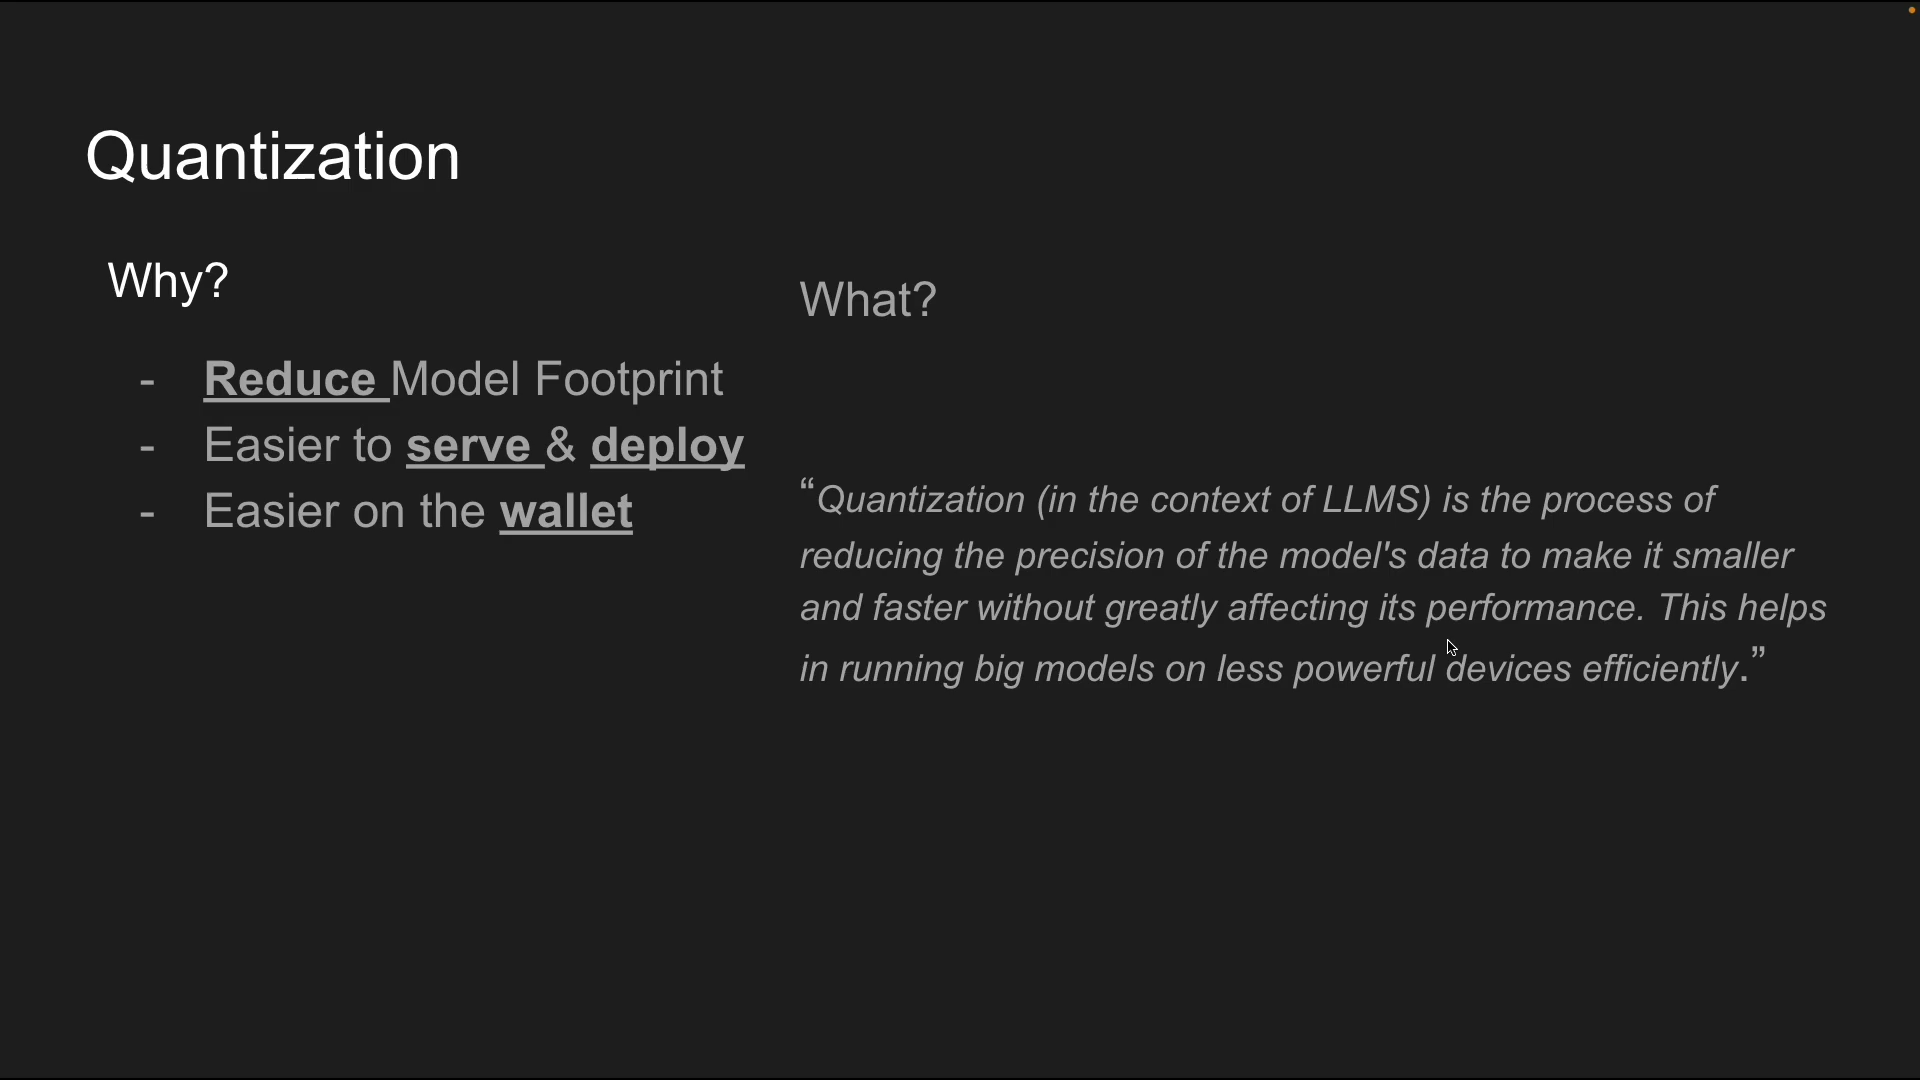 Quantization
Why?
- Reduce Model Footprint
- Easier to serve & deploy
- Easier on the wallet
What?
“Quantization (in the context of LLMS) is the process of
reducing the precision of the model's data to make it smaller
and faster without greatly affecting its performance. This helps
in running big models on less powerful devices efficiently.”